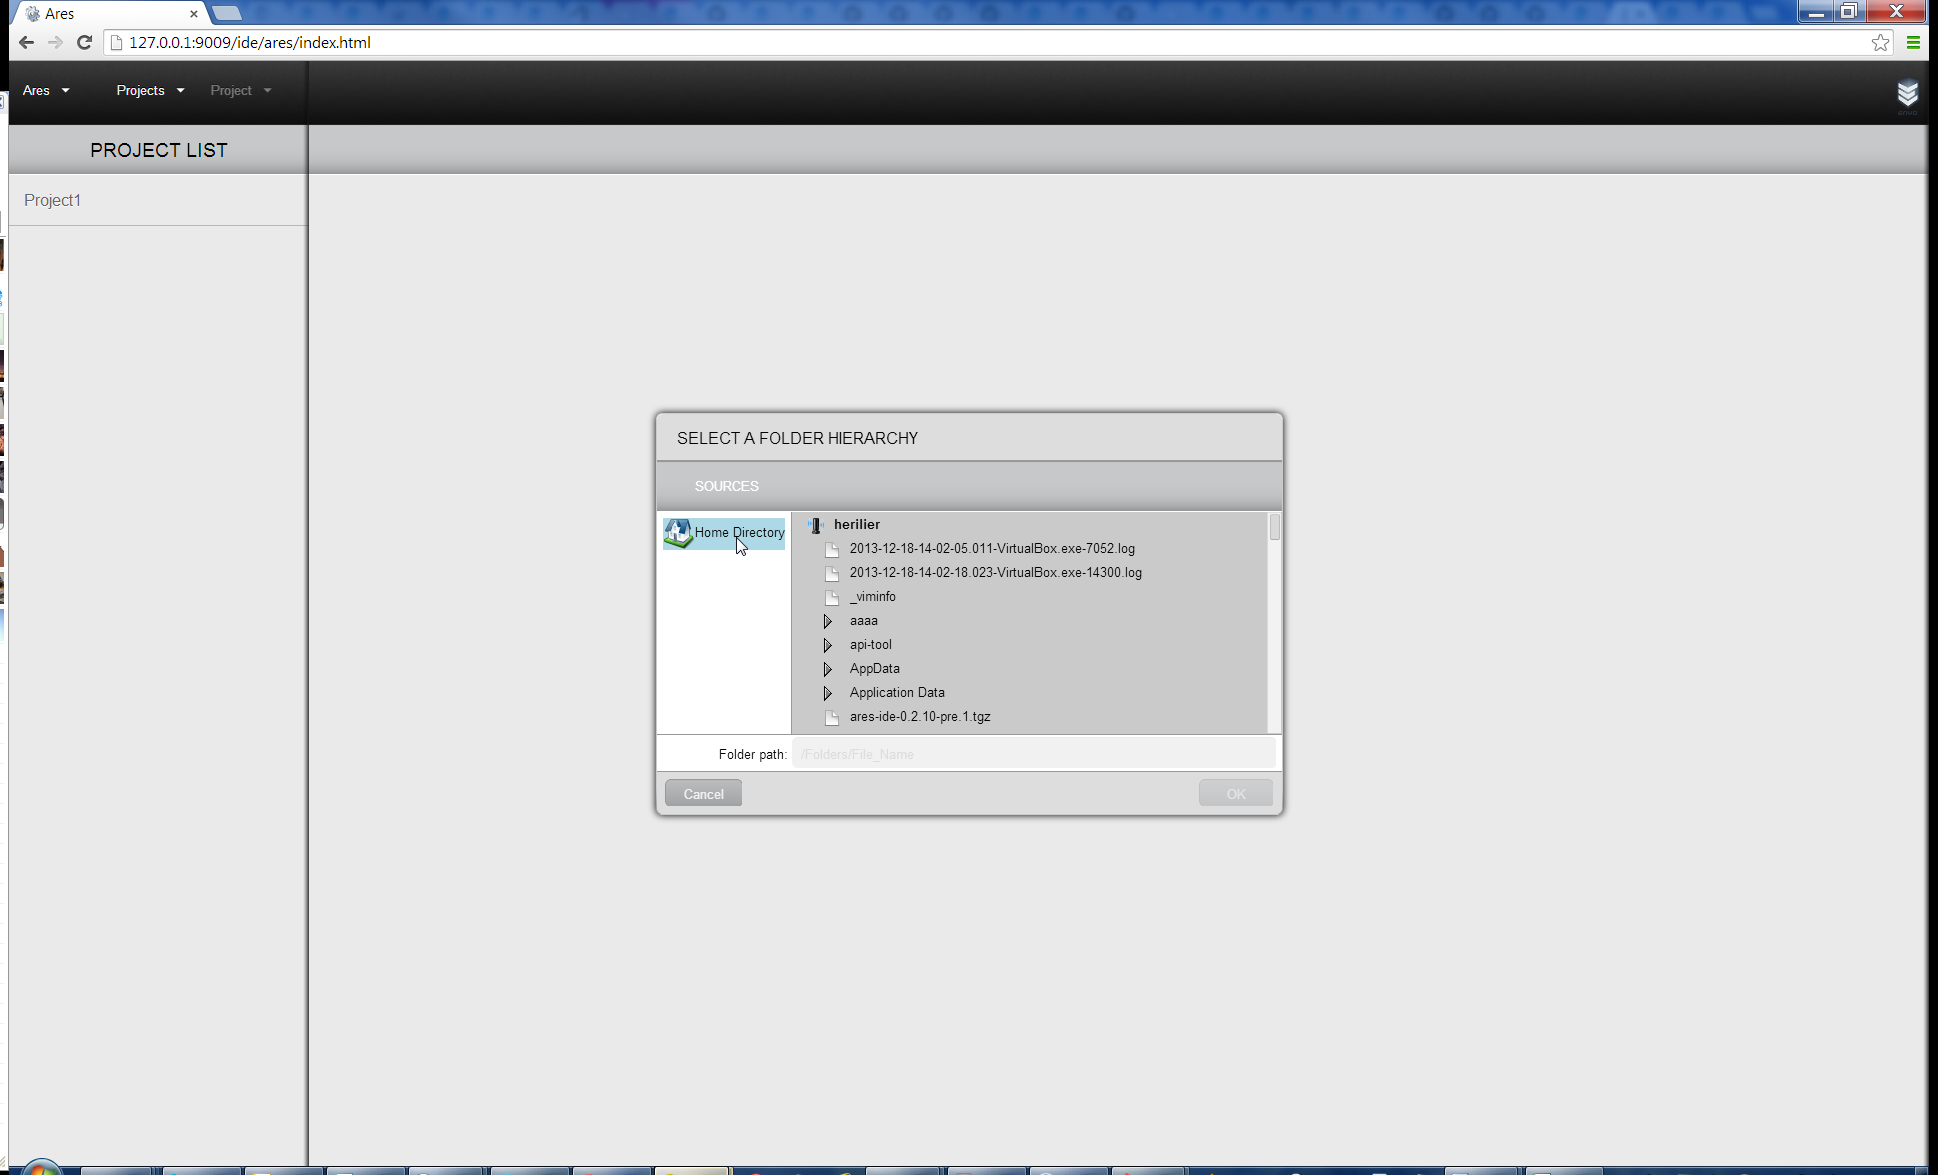 Ares
127.0.0.1:9009/ide/ares/index.html
Ares Projects Project
PROJECT LIST
Project1
SELECT A FOLDER HIERARCHY
SOURCES
Home Directory
herilier
2013-12-18-14-02-05.011-VirtualBox.exe-7052.log
2013-12-18-14-02-18.023-VirtualBox.exe-14300.log
_viminfo
aaaa
api-tool
AppData
Application Data
ares-ide-0.2.10-pre.1.tgz
Folder path: /Folders/File_Name
Cancel OK